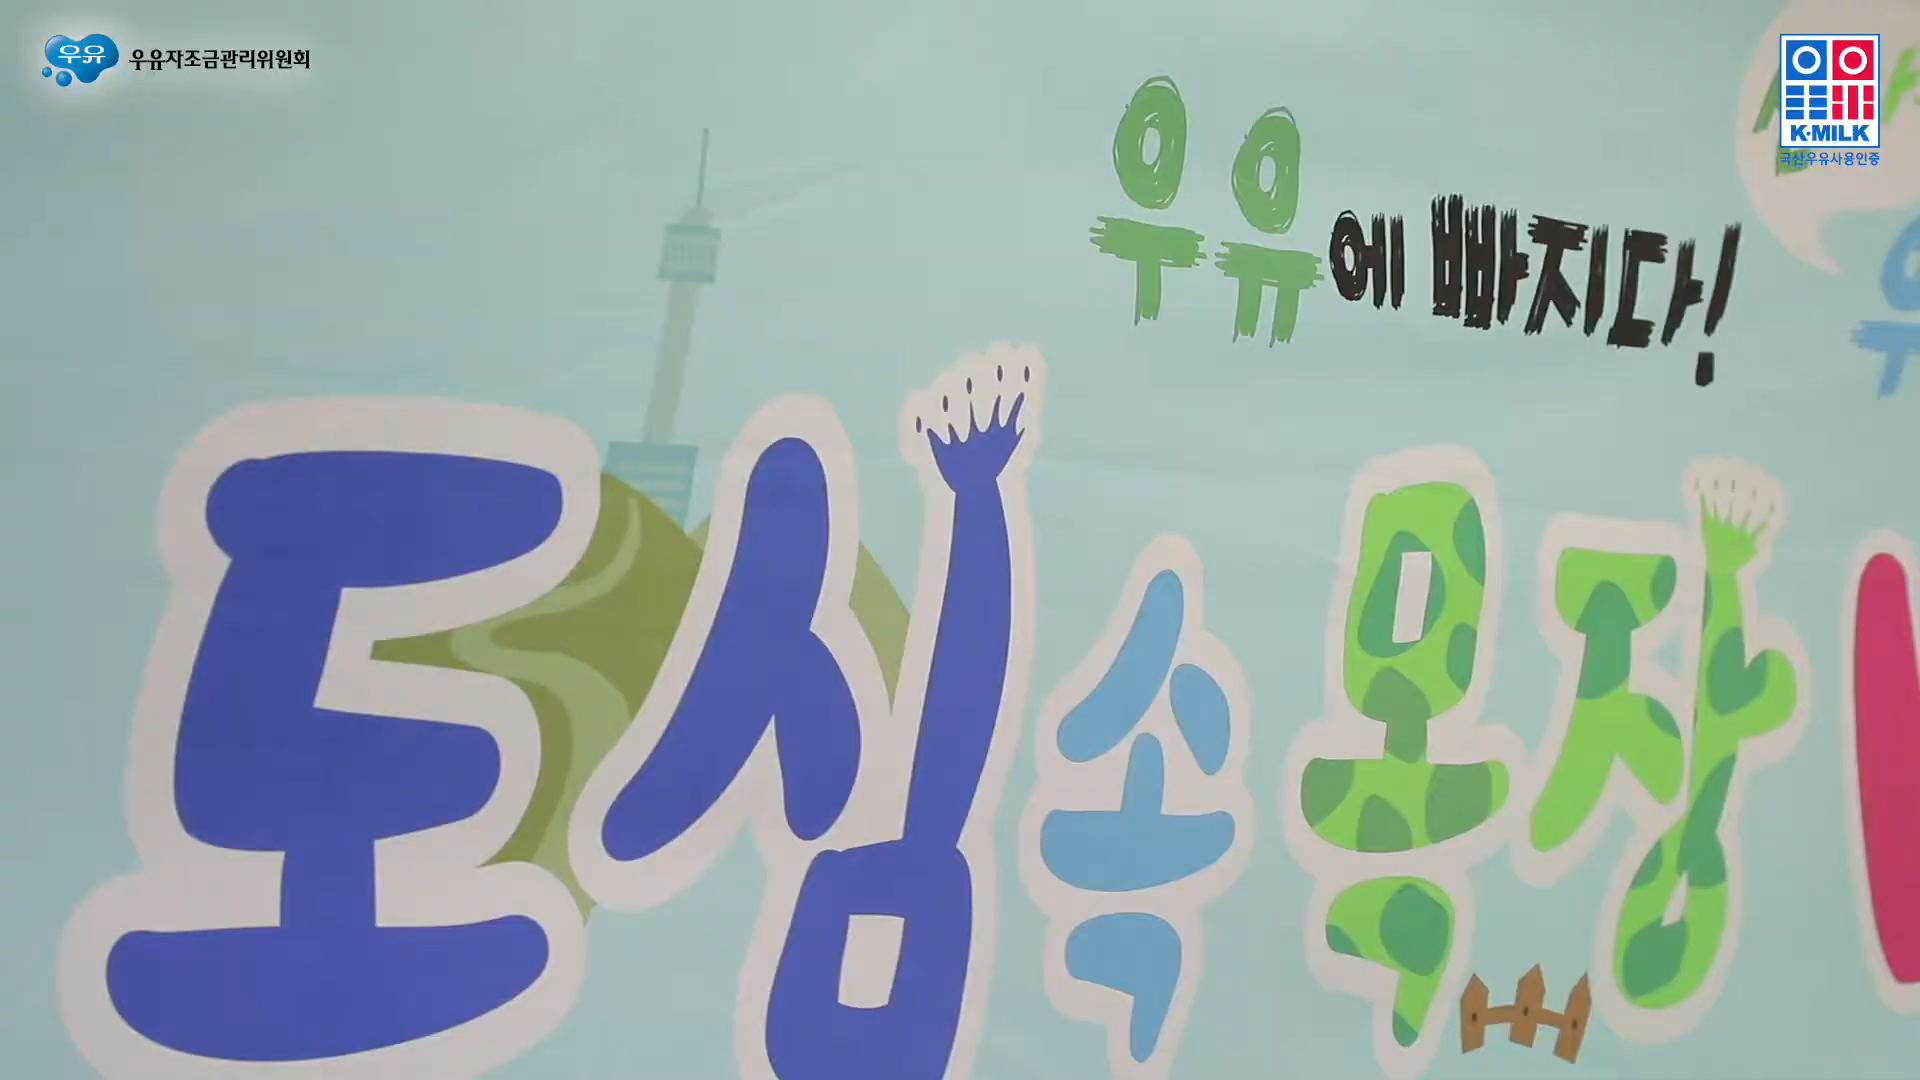 우유 우유자조금관리위원회
K·MILK
국산우유사용인증
우유에 빠지다!
도심 속 목장